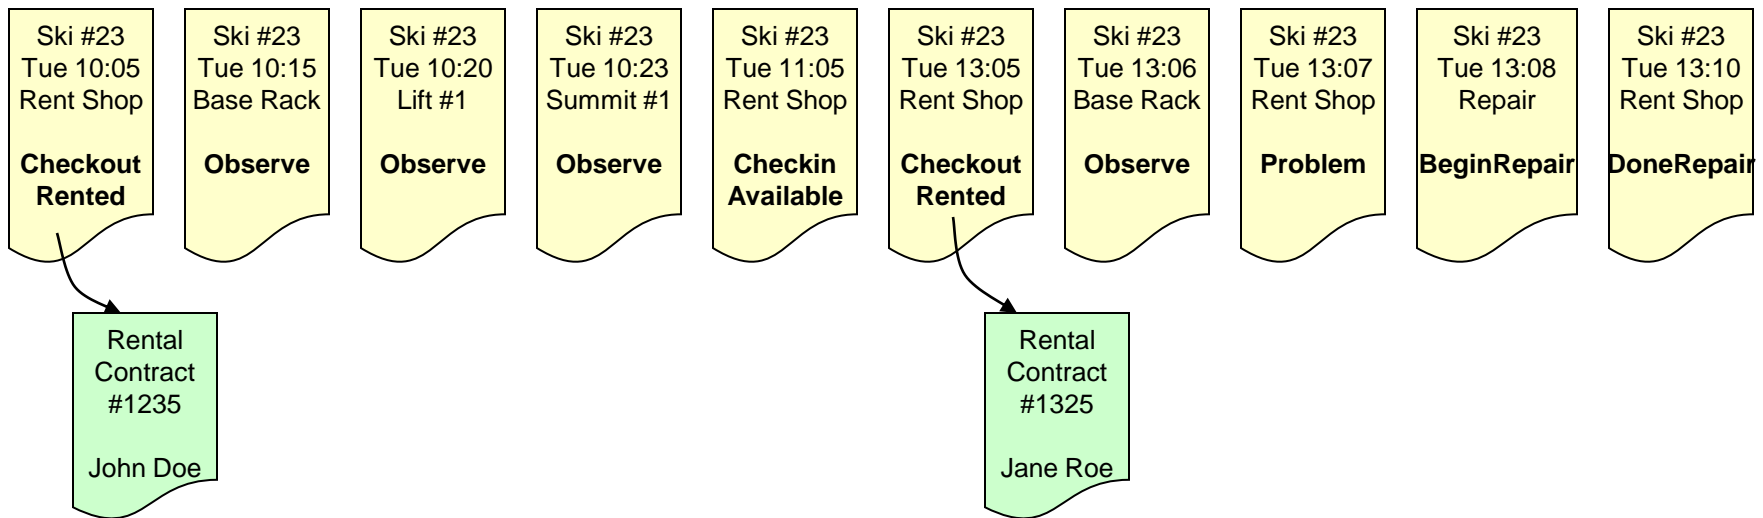 Ski #23
Tue 10:05
Rent Shop
Checkout
Rented
Ski #23
Tue 10:15
Base Rack
Observe
Ski #23
Tue 10:20
Lift #1
Observe
Ski #23
Tue 10:23
Summit #1
Observe
Ski #23
Tue 11:05
Rent Shop
Checkin
Available
Ski #23
Tue 13:05
Rent Shop
Checkout
Rented
Ski #23
Tue 13:06
Base Rack
Observe
Ski #23
Tue 13:07
Rent Shop
Problem
Ski #23
Tue 13:08
Repair
BeginRepair
Ski #23
Tue 13:10
Rent Shop
DoneRepair
Rental
Contract
#1235
John Doe
Rental
Contract
#1325
Jane Roe